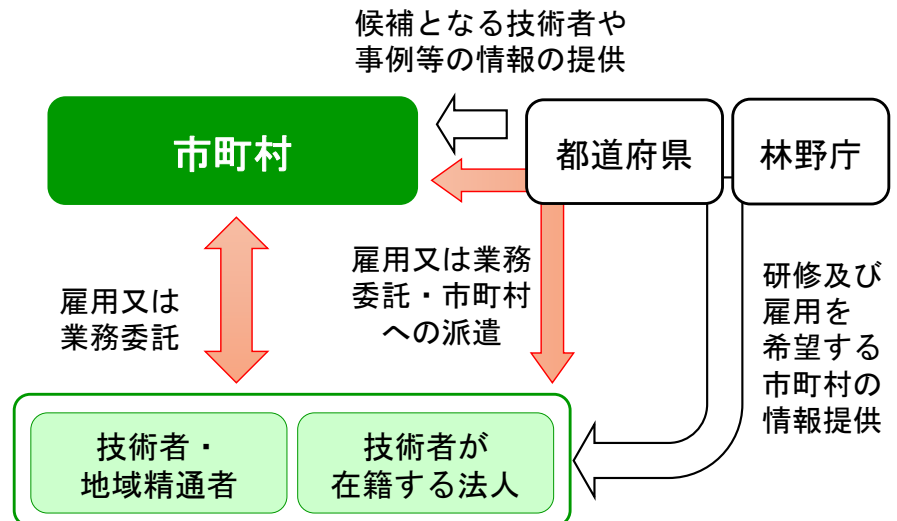 候補となる技術者や
事例等の情報の提供
市町村
都道府県
林野庁
雇用又は
業務委託
雇用又は業務
委託・市町村
への派遣
研修及び
雇用を
希望する
市町村の
情報提供
技術者・
地域精通者
技術者が
在籍する法人